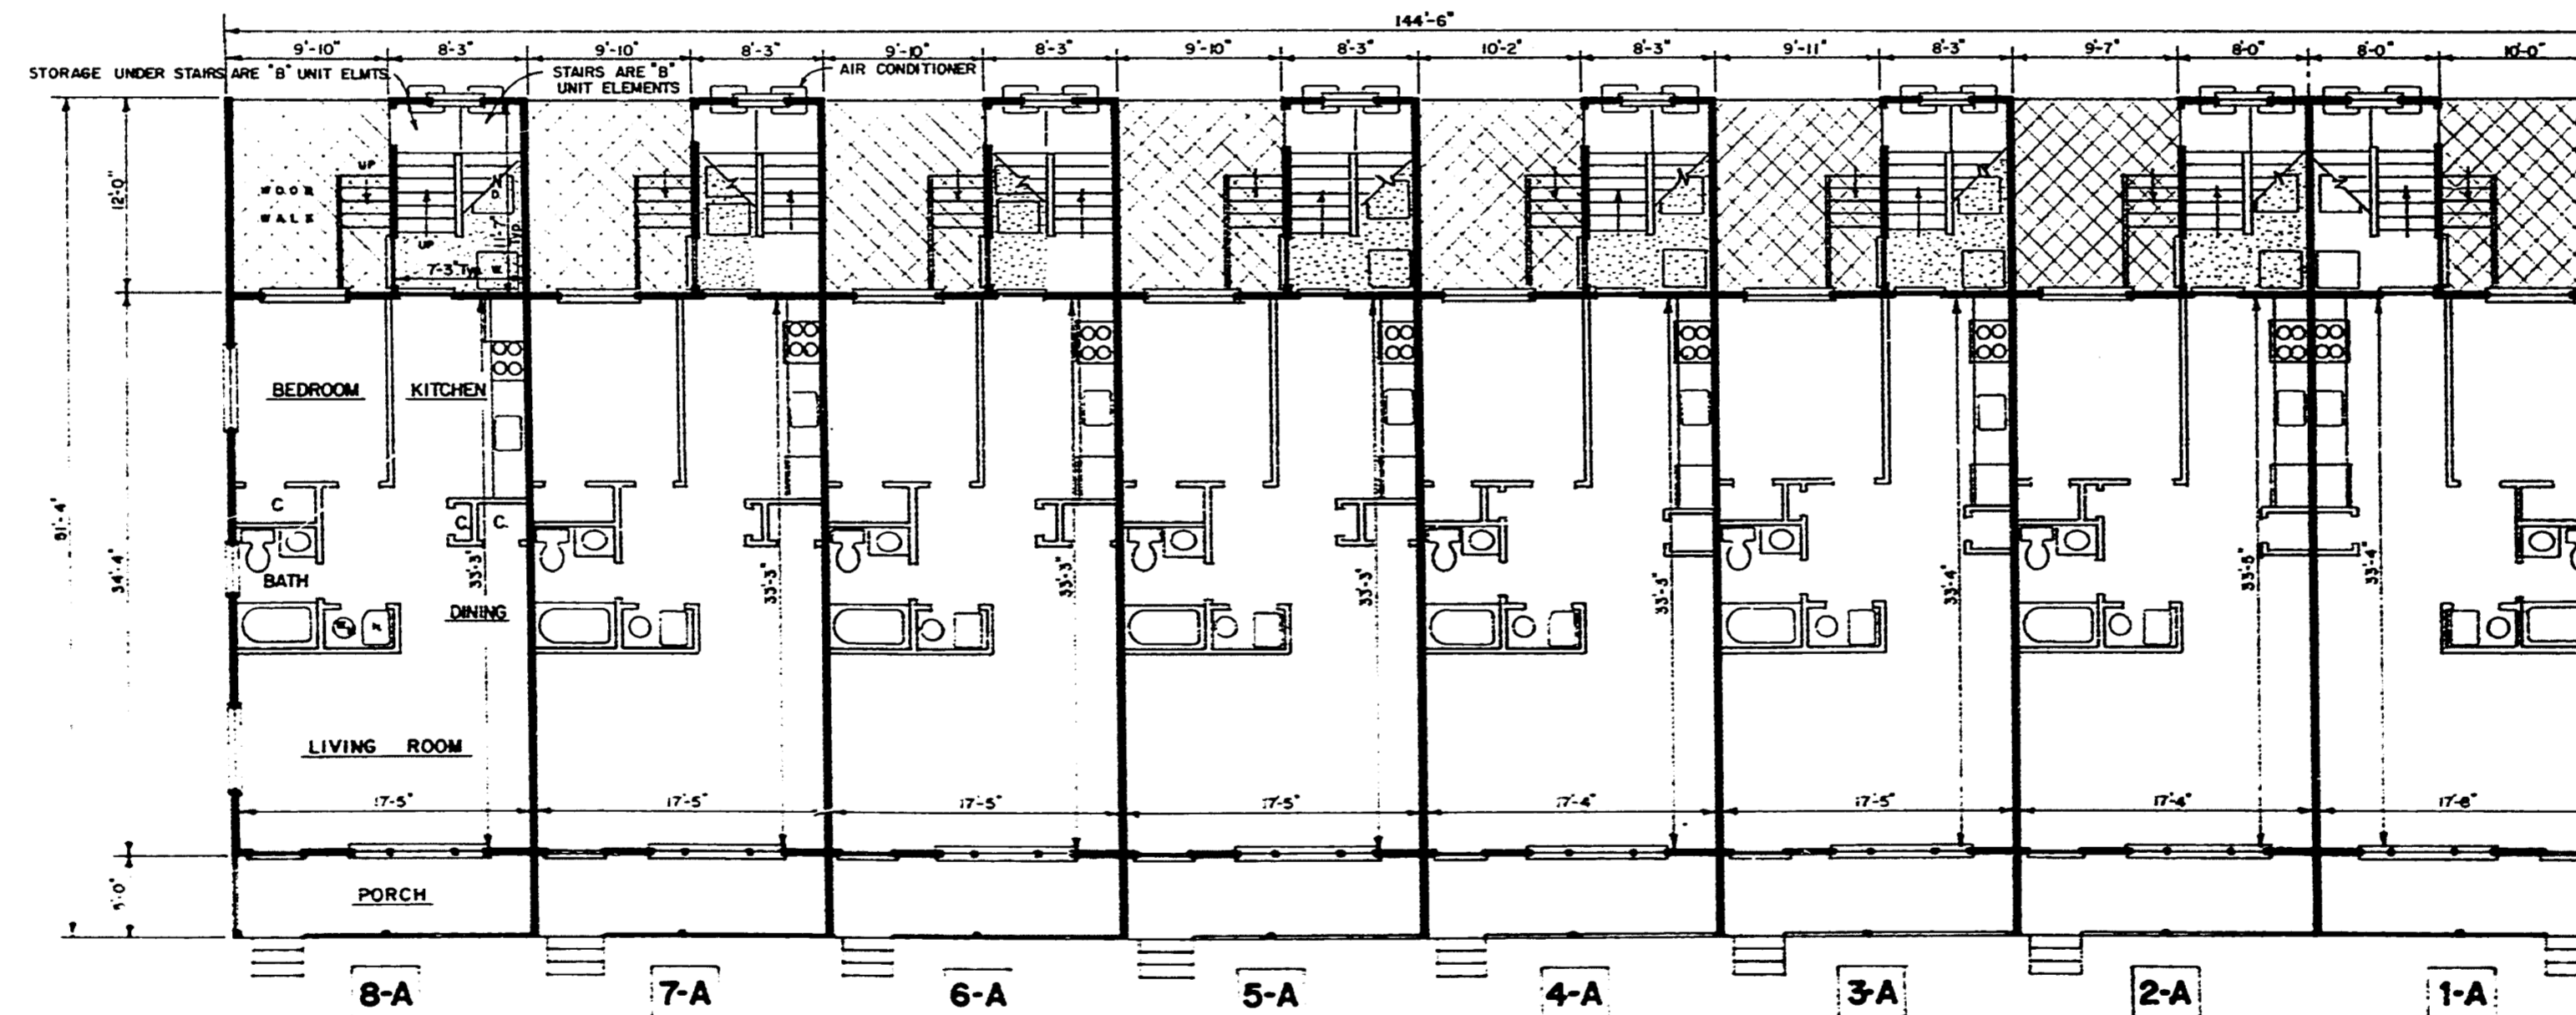 144'-6"
9'-10" 8'-3" 9'-10" 8'-3" 9'-10" 8'-3" 9'-10" 8'-3" 10'-2" 8'-3" 9'-11" 8'-3" 9'-7" 8'-0" 8'-0" 10'-0"
STORAGE UNDER STAIRS ARE "B" UNIT ELMTS
STAIRS ARE "B"
UNIT ELEMENTS
AIR CONDITIONER
12'-0"
UP
WALK
D.
UP
7'-3" Typ.
W.
51'-4"
34'-4"
BEDROOM KITCHEN
C
C. C.
BATH
DINING
33'-3" 33'-3" 33'-3" 33'-3" 33'-3" 33'-4" 33'-5" 33'-4"
LIVING ROOM
17'-5" 17'-5" 17'-5" 17'-5" 17'-4" 17'-5" 17'-4" 17'-8"
5'-0"
PORCH
8-A 7-A 6-A 5-A 4-A 3-A 2-A 1-A